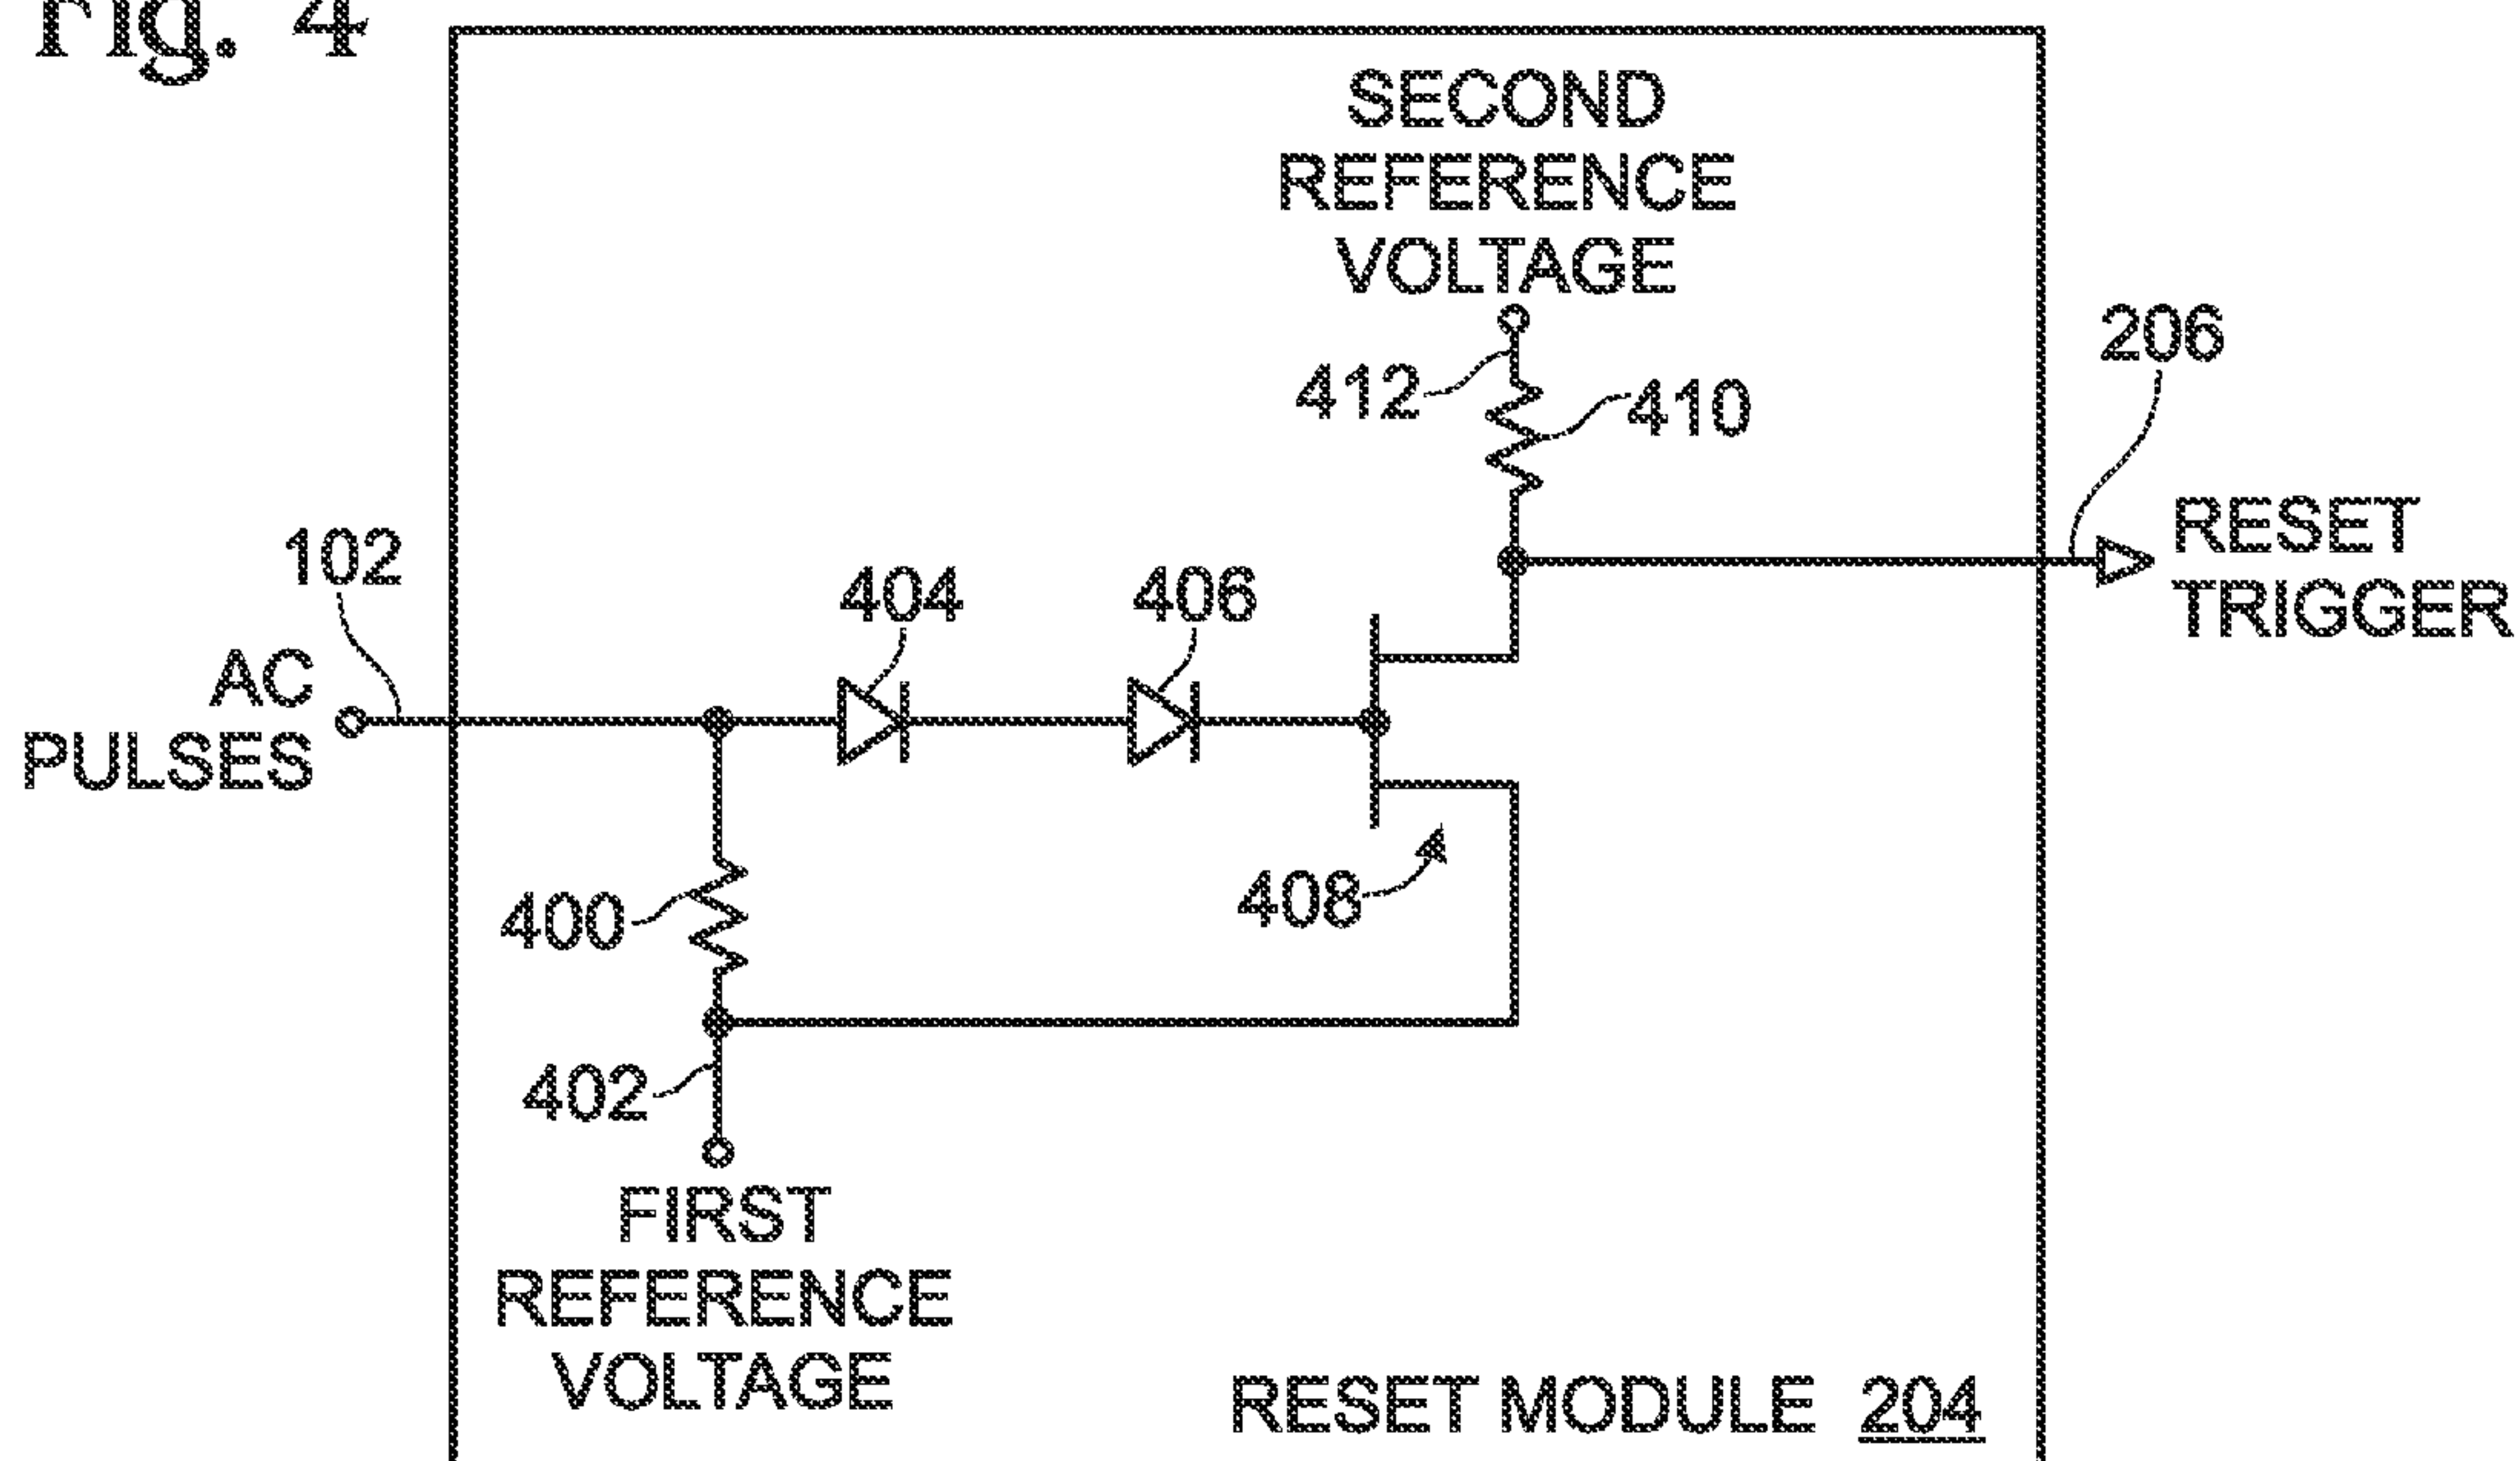 Fig. 4
SECOND
REFERENCE
VOLTAGE
412
410
206
RESET
TRIGGER
102
404
406
AC
PULSES
400
408
402
FIRST
REFERENCE
VOLTAGE
RESET MODULE 204